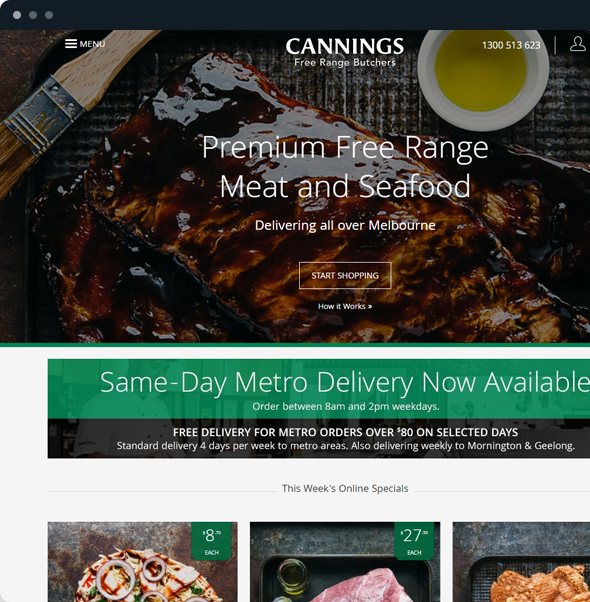 MENU
CANNINGS
Free Range Butchers
1300 513 623
Premium Free Range
Meat and Seafood
Delivering all over Melbourne
START SHOPPING
How it Works »
Same-Day Metro Delivery Now Available
Order between 8am and 2pm weekdays.
FREE DELIVERY FOR METRO ORDERS OVER $80 ON SELECTED DAYS
Standard delivery 4 days per week to metro areas. Also delivering weekly to Mornington & Geelong.
This Week's Online Specials
$8.70
EACH
$27.50
EACH